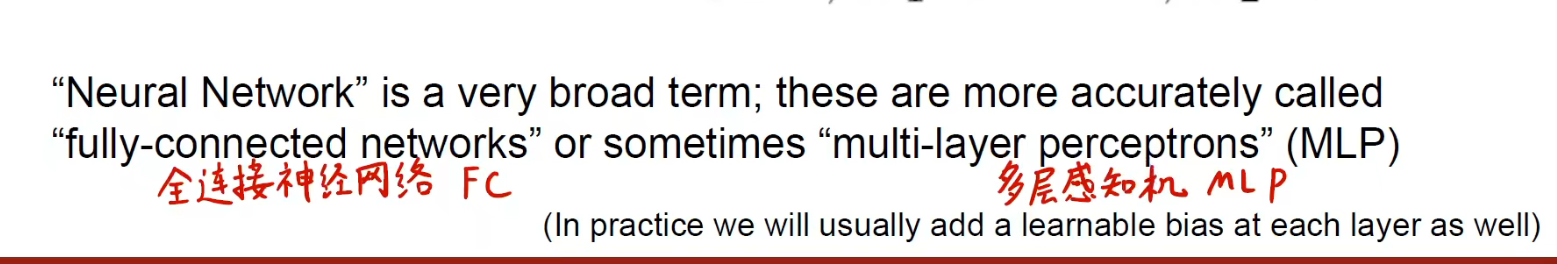 “Neural Network” is a very broad term; these are more accurately called
“fully-connected networks” or sometimes “multi-layer perceptrons” (MLP)
全连接神经网络 FC 多层感知机 MLP
(In practice we will usually add a learnable bias at each layer as well)